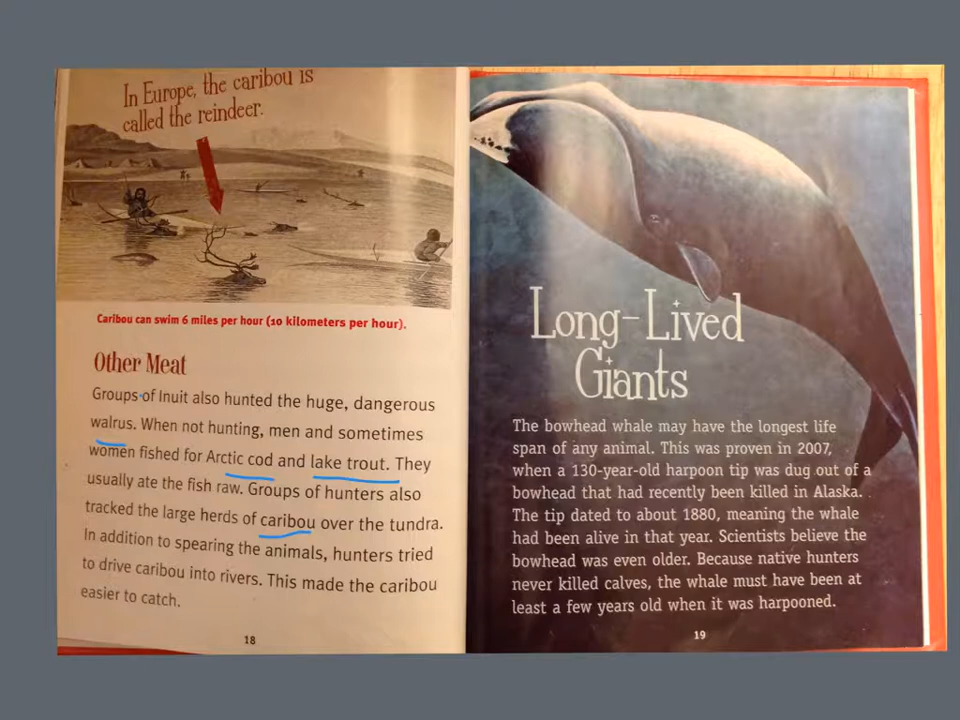 In Europe, the caribou is
called the reindeer.
Caribou can swim 6 miles per hour (10 kilometers per hour).
Other Meat
Groups of Inuit also hunted the huge, dangerous
walrus. When not hunting, men and sometimes
women fished for Arctic cod and lake trout. They
usually ate the fish raw. Groups of hunters also
tracked the large herds of caribou over the tundra.
In addition to spearing the animals, hunters tried
to drive caribou into rivers. This made the caribou
easier to catch.
18
Long-Lived
Giants
The bowhead whale may have the longest life
span of any animal. This was proven in 2007,
when a 130-year-old harpoon tip was dug out of a
bowhead that had recently been killed in Alaska.
The tip dated to about 1880, meaning the whale
had been alive in that year. Scientists believe the
bowhead was even older. Because native hunters
never killed calves, the whale must have been at
least a few years old when it was harpooned.
19